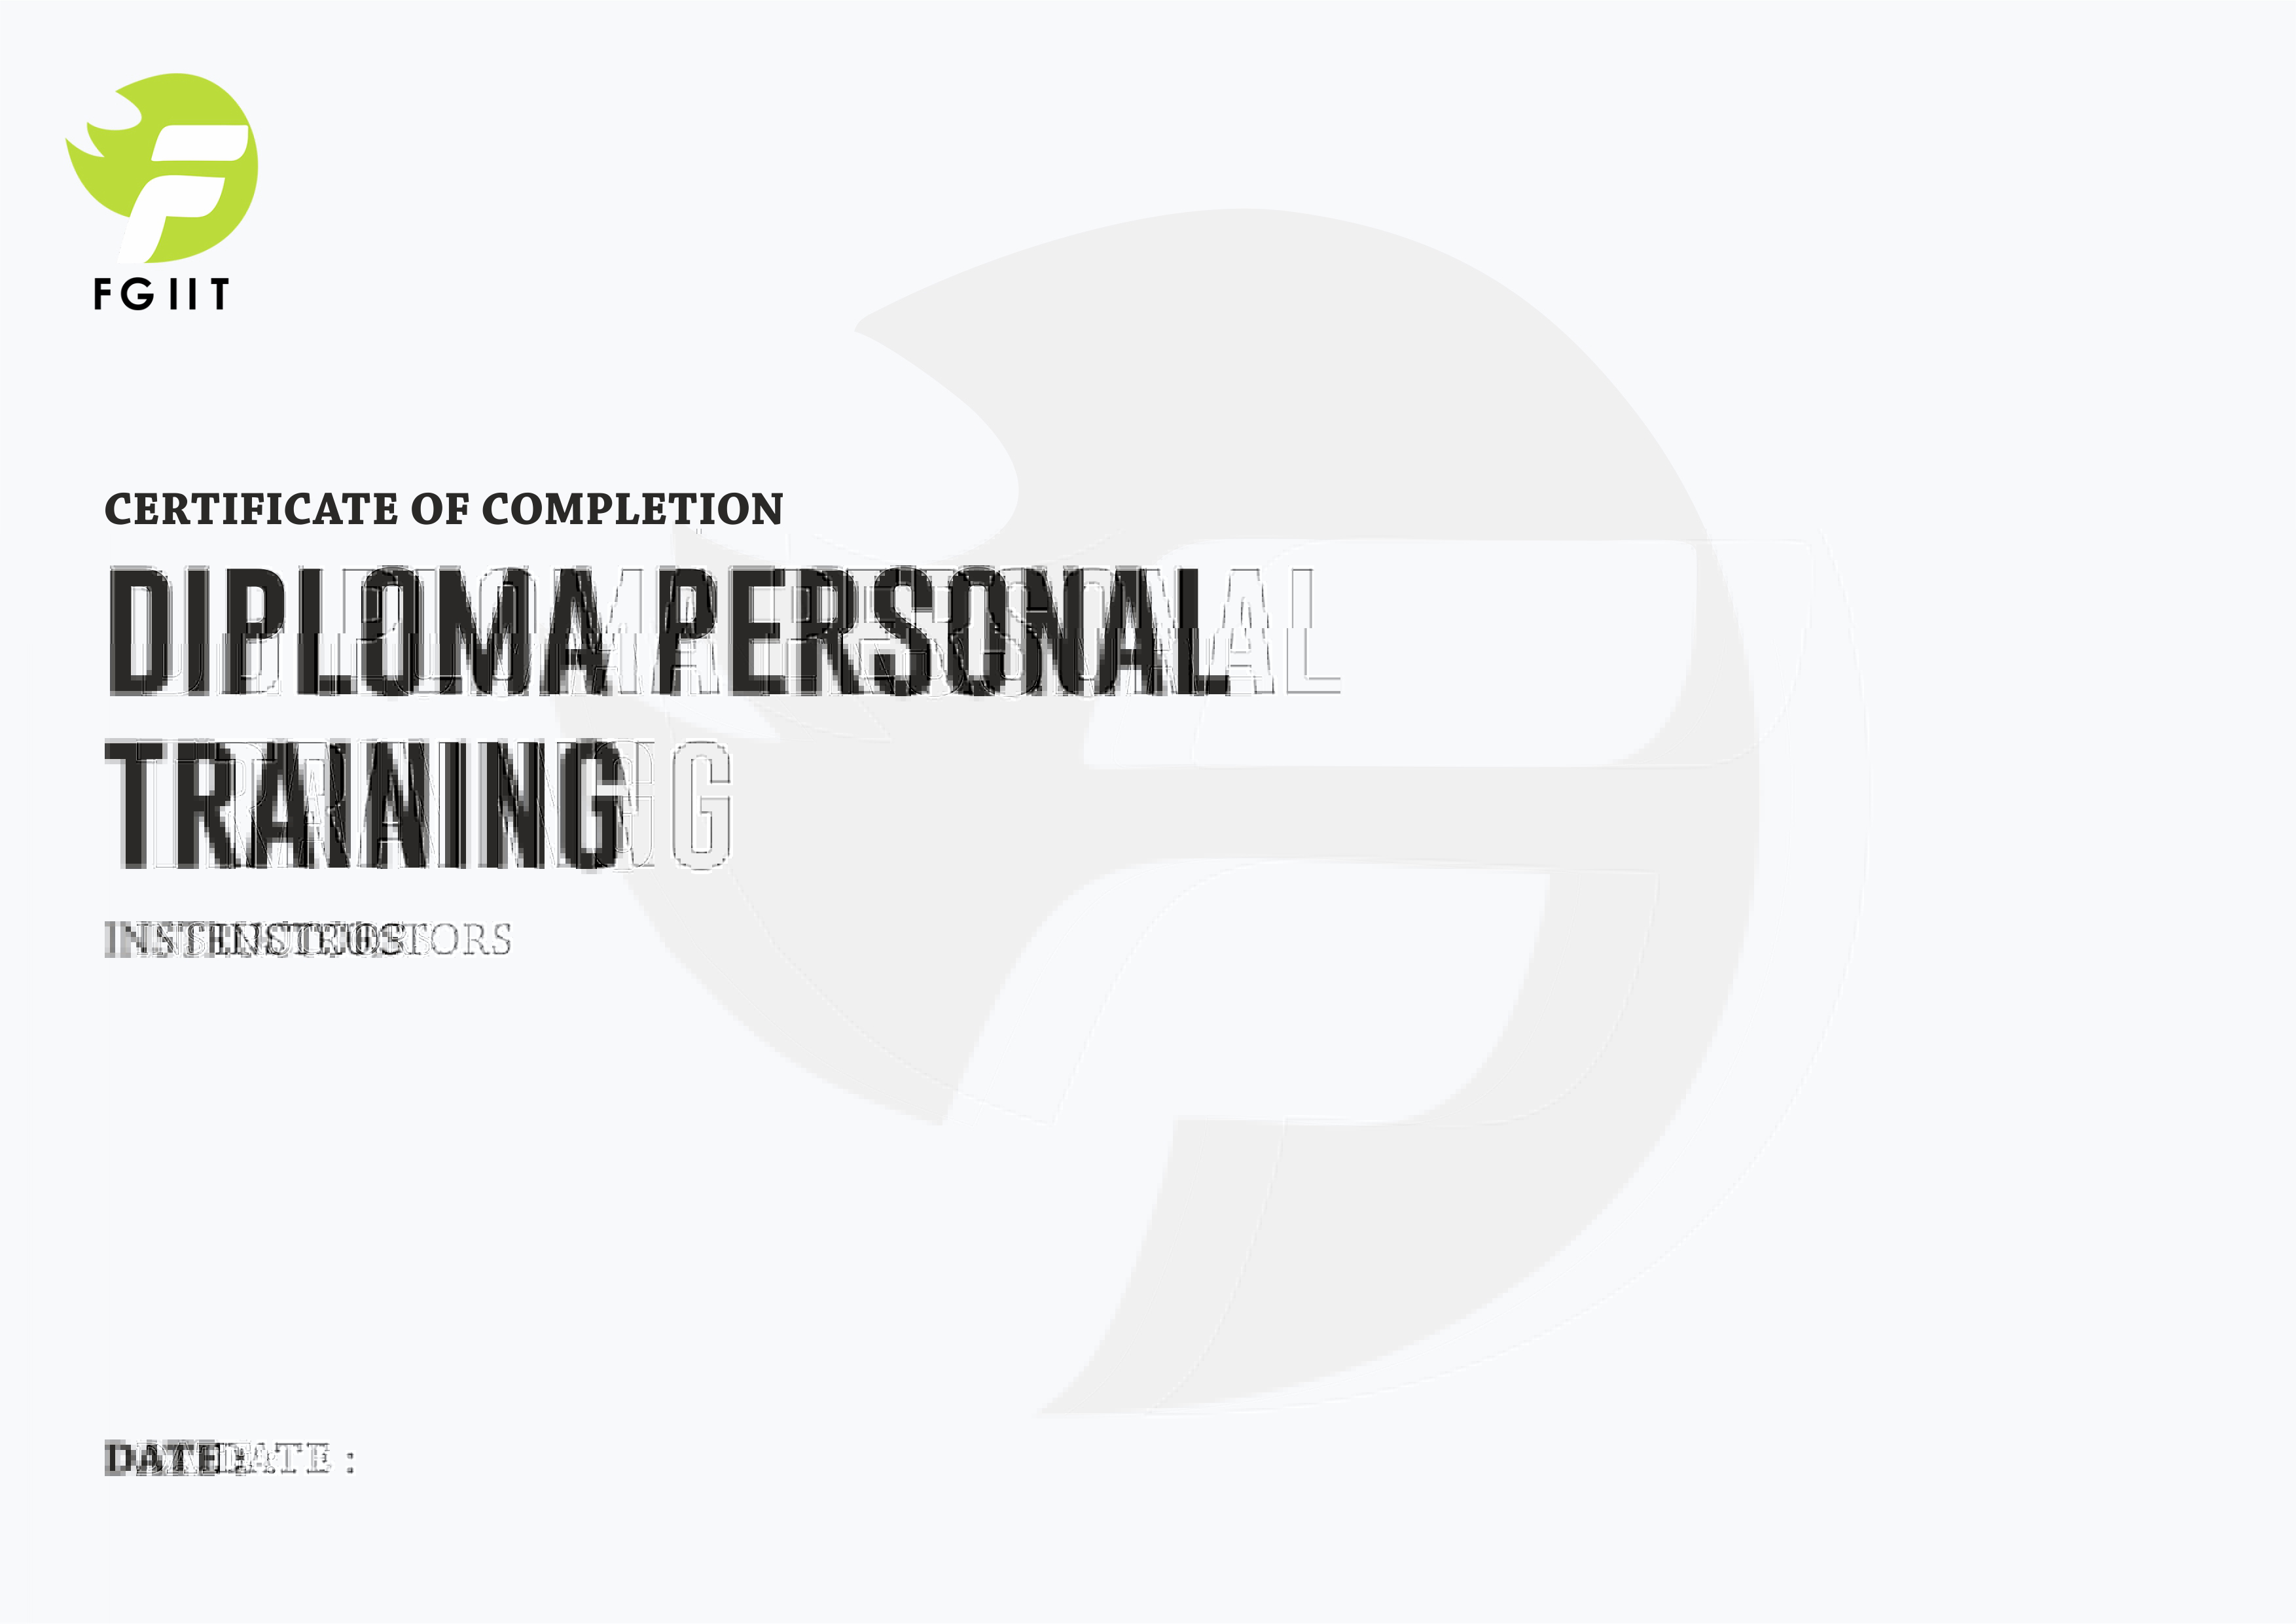 FGIIT
CERTIFICATE OF COMPLETION
DIPLOMA PERSONAL
TRAINING
INSTRUCTORS
DATE :